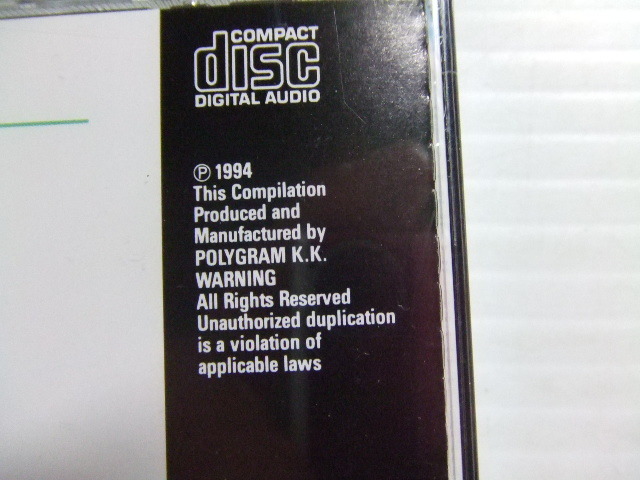 COMPACT
disc
DIGITAL AUDIO
Ⓟ 1994
This Compilation
Produced and
Manufactured by
POLYGRAM K.K.
WARNING
All Rights Reserved
Unauthorized duplication
is a violation of
applicable laws